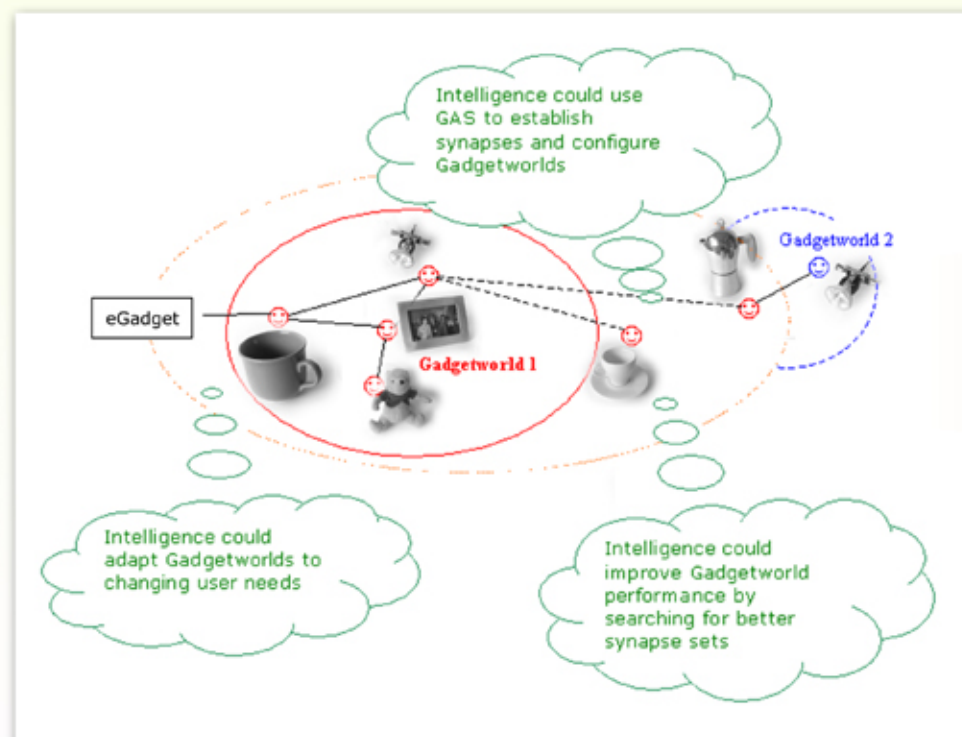 Intelligence could use
GAS to establish
synapses and configure
Gadgetworlds
Gadgetworld 2
eGadget
Gadgetworld 1
Intelligence could
adapt Gadgetworlds to
changing user needs
Intelligence could
improve Gadgetworld
performance by
searching for better
synapse sets